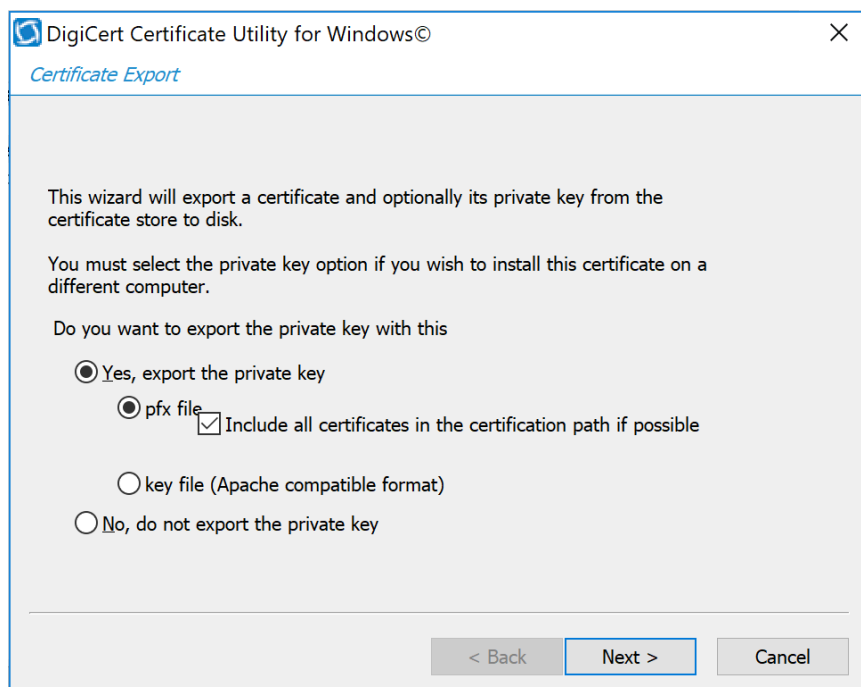 DigiCert Certificate Utility for Windows©
Certificate Export
This wizard will export a certificate and optionally its private key from the
certificate store to disk.
You must select the private key option if you wish to install this certificate on a
different computer.
Do you want to export the private key with this
Yes, export the private key
pfx file
Include all certificates in the certification path if possible
key file (Apache compatible format)
No, do not export the private key
< Back
Next >
Cancel